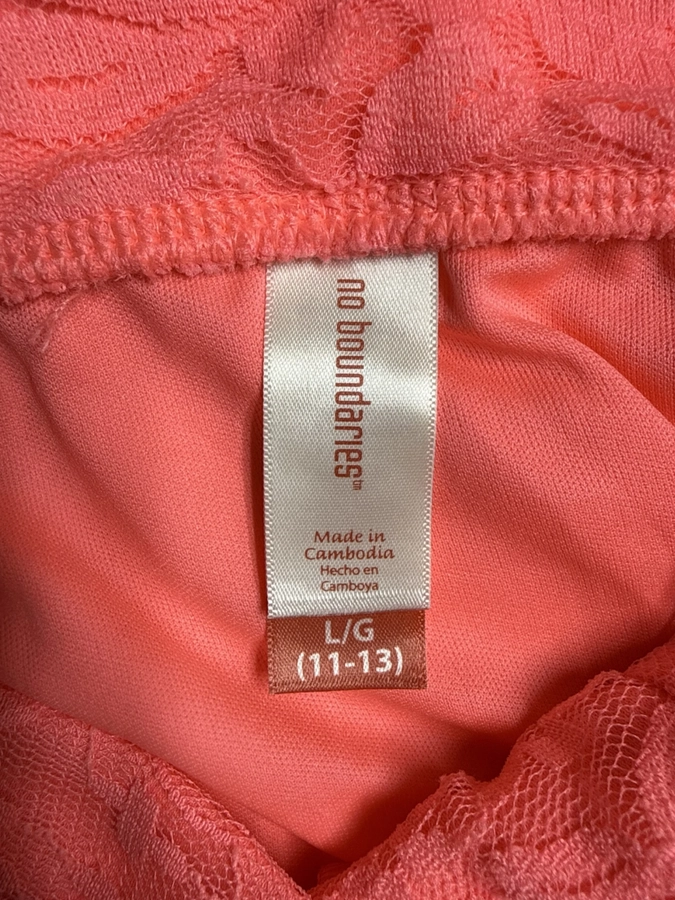 no boundaries™
Made in
Cambodia
Hecho en
Camboya
L/G
(11-13)